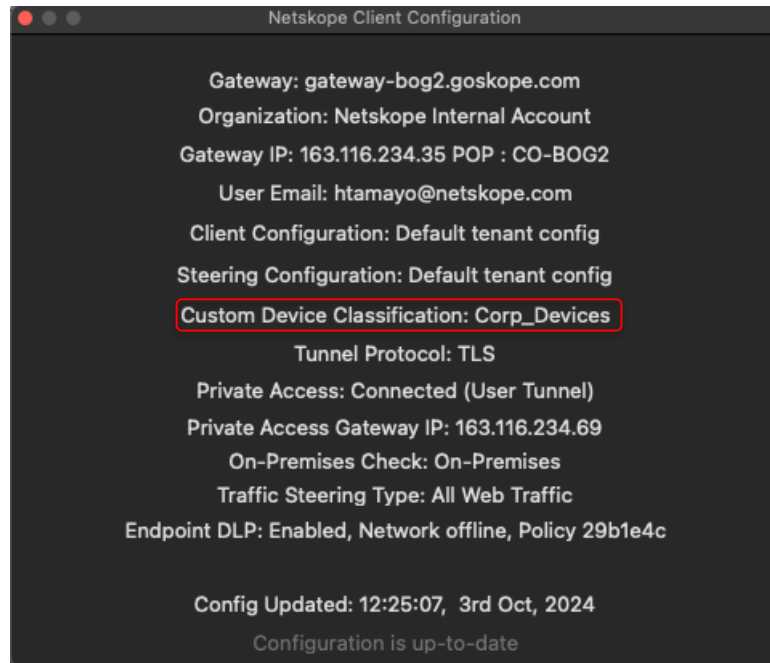 Netskope Client Configuration
Gateway: gateway-bog2.goskope.com
Organization: Netskope Internal Account
Gateway IP: 163.116.234.35 POP : CO-BOG2
User Email: htamayo@netskope.com
Client Configuration: Default tenant config
Steering Configuration: Default tenant config
Custom Device Classification: Corp_Devices
Tunnel Protocol: TLS
Private Access: Connected (User Tunnel)
Private Access Gateway IP: 163.116.234.69
On-Premises Check: On-Premises
Traffic Steering Type: All Web Traffic
Endpoint DLP: Enabled, Network offline, Policy 29b1e4c
Config Updated: 12:25:07, 3rd Oct, 2024
Configuration is up-to-date